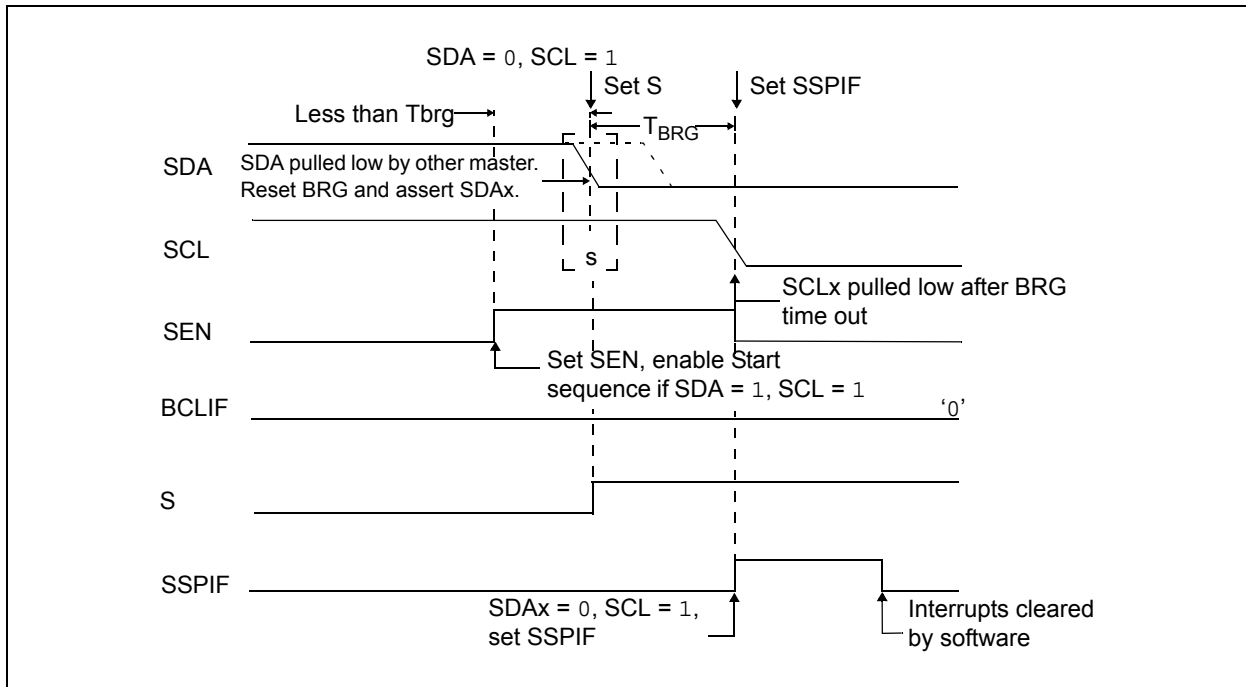 SDA = 0, SCL = 1
Set S
Set SSPIF
Less than Tbrg
TBRG
SDA
SDA pulled low by other master.
Reset BRG and assert SDAx.
SCL
s
SCLx pulled low after BRG
time out
SEN
Set SEN, enable Start
sequence if SDA = 1, SCL = 1
BCLIF
‘0’
S
SSPIF
SDAx = 0, SCL = 1,
set SSPIF
Interrupts cleared
by software